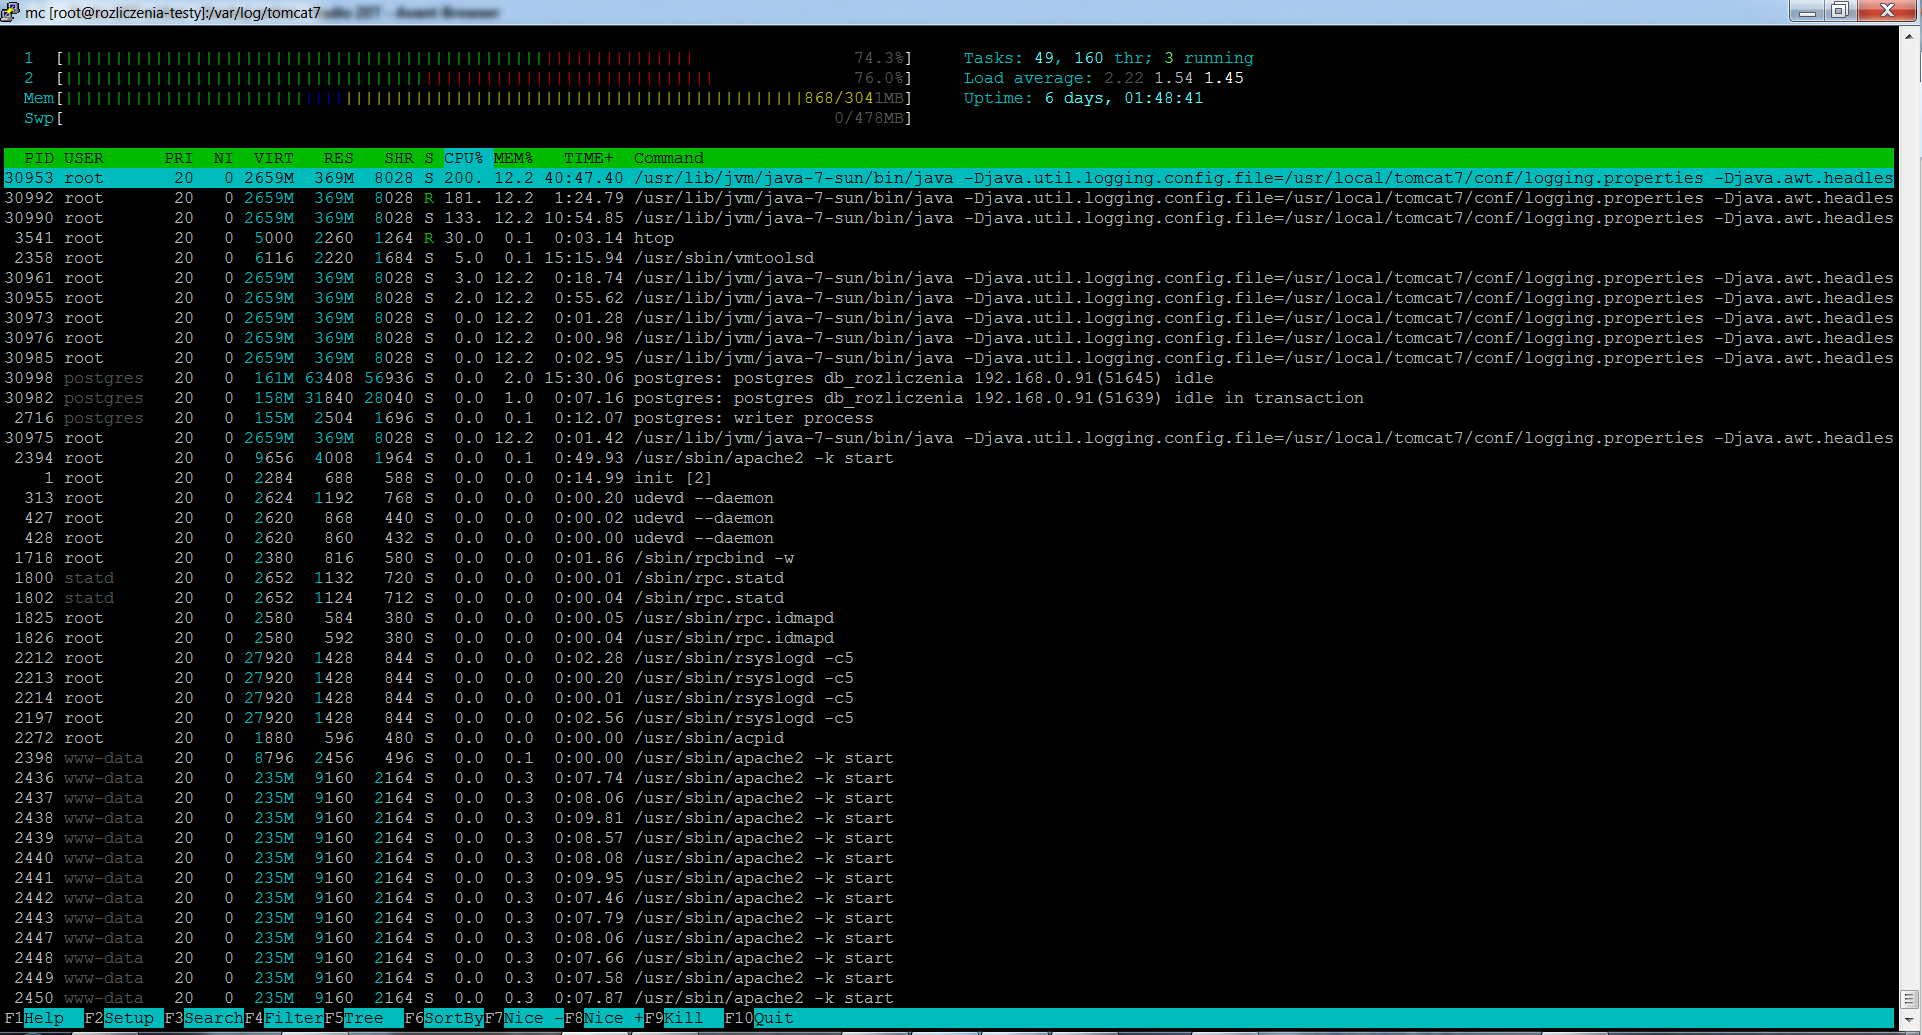 mc [root@rozliczenia-testy]:/var/log/tomcat7
1 [ 74.3%] Tasks: 49, 160 thr; 3 running
2 [ 76.0%] Load average: 2.22 1.54 1.45
Mem[ 868/3041MB] Uptime: 6 days, 01:48:41
Swp[ 0/478MB]
PID USER PRI NI VIRT RES SHR S CPU% MEM% TIME+ Command
30953 root 20 0 2659M 369M 8028 S 200. 12.2 40:47.40 /usr/lib/jvm/java-7-sun/bin/java -Djava.util.logging.config.file=/usr/local/tomcat7/conf/logging.properties -Djava.awt.headles
30992 root 20 0 2659M 369M 8028 R 181. 12.2 1:24.79 /usr/lib/jvm/java-7-sun/bin/java -Djava.util.logging.config.file=/usr/local/tomcat7/conf/logging.properties -Djava.awt.headles
30990 root 20 0 2659M 369M 8028 S 133. 12.2 10:54.85 /usr/lib/jvm/java-7-sun/bin/java -Djava.util.logging.config.file=/usr/local/tomcat7/conf/logging.properties -Djava.awt.headles
3541 root 20 0 5000 2260 1264 R 30.0 0.1 0:03.14 htop
2358 root 20 0 6116 2220 1684 S 5.0 0.1 15:15.94 /usr/sbin/vmtoolsd
30961 root 20 0 2659M 369M 8028 S 3.0 12.2 0:18.74 /usr/lib/jvm/java-7-sun/bin/java -Djava.util.logging.config.file=/usr/local/tomcat7/conf/logging.properties -Djava.awt.headles
30955 root 20 0 2659M 369M 8028 S 2.0 12.2 0:55.62 /usr/lib/jvm/java-7-sun/bin/java -Djava.util.logging.config.file=/usr/local/tomcat7/conf/logging.properties -Djava.awt.headles
30973 root 20 0 2659M 369M 8028 S 0.0 12.2 0:01.28 /usr/lib/jvm/java-7-sun/bin/java -Djava.util.logging.config.file=/usr/local/tomcat7/conf/logging.properties -Djava.awt.headles
30976 root 20 0 2659M 369M 8028 S 0.0 12.2 0:00.98 /usr/lib/jvm/java-7-sun/bin/java -Djava.util.logging.config.file=/usr/local/tomcat7/conf/logging.properties -Djava.awt.headles
30985 root 20 0 2659M 369M 8028 S 0.0 12.2 0:02.95 /usr/lib/jvm/java-7-sun/bin/java -Djava.util.logging.config.file=/usr/local/tomcat7/conf/logging.properties -Djava.awt.headles
30998 postgres 20 0 161M 63408 56936 S 0.0 2.0 15:30.06 postgres: postgres db_rozliczenia 192.168.0.91(51645) idle
30982 postgres 20 0 158M 31840 28040 S 0.0 1.0 0:07.16 postgres: postgres db_rozliczenia 192.168.0.91(51639) idle in transaction
2716 postgres 20 0 155M 2504 1696 S 0.0 0.1 0:12.07 postgres: writer process
30975 root 20 0 2659M 369M 8028 S 0.0 12.2 0:01.42 /usr/lib/jvm/java-7-sun/bin/java -Djava.util.logging.config.file=/usr/local/tomcat7/conf/logging.properties -Djava.awt.headles
2394 root 20 0 9656 4008 1964 S 0.0 0.1 0:49.93 /usr/sbin/apache2 -k start
1 root 20 0 2284 688 588 S 0.0 0.0 0:14.99 init [2]
313 root 20 0 2624 1192 768 S 0.0 0.0 0:00.20 udevd --daemon
427 root 20 0 2620 868 440 S 0.0 0.0 0:00.02 udevd --daemon
428 root 20 0 2620 860 432 S 0.0 0.0 0:00.00 udevd --daemon
1718 root 20 0 2380 816 580 S 0.0 0.0 0:01.86 /sbin/rpcbind -w
1800 statd 20 0 2652 1132 720 S 0.0 0.0 0:00.01 /sbin/rpc.statd
1802 statd 20 0 2652 1124 712 S 0.0 0.0 0:00.04 /sbin/rpc.statd
1825 root 20 0 2580 584 380 S 0.0 0.0 0:00.05 /usr/sbin/rpc.idmapd
1826 root 20 0 2580 592 380 S 0.0 0.0 0:00.04 /usr/sbin/rpc.idmapd
2212 root 20 0 27920 1428 844 S 0.0 0.0 0:02.28 /usr/sbin/rsyslogd -c5
2213 root 20 0 27920 1428 844 S 0.0 0.0 0:00.20 /usr/sbin/rsyslogd -c5
2214 root 20 0 27920 1428 844 S 0.0 0.0 0:00.01 /usr/sbin/rsyslogd -c5
2197 root 20 0 27920 1428 844 S 0.0 0.0 0:02.56 /usr/sbin/rsyslogd -c5
2272 root 20 0 1880 596 480 S 0.0 0.0 0:00.00 /usr/sbin/acpid
2398 www-data 20 0 8796 2456 496 S 0.0 0.1 0:00.00 /usr/sbin/apache2 -k start
2436 www-data 20 0 235M 9160 2164 S 0.0 0.3 0:07.74 /usr/sbin/apache2 -k start
2437 www-data 20 0 235M 9160 2164 S 0.0 0.3 0:08.06 /usr/sbin/apache2 -k start
2438 www-data 20 0 235M 9160 2164 S 0.0 0.3 0:09.81 /usr/sbin/apache2 -k start
2439 www-data 20 0 235M 9160 2164 S 0.0 0.3 0:08.57 /usr/sbin/apache2 -k start
2440 www-data 20 0 235M 9160 2164 S 0.0 0.3 0:08.08 /usr/sbin/apache2 -k start
2441 www-data 20 0 235M 9160 2164 S 0.0 0.3 0:09.95 /usr/sbin/apache2 -k start
2442 www-data 20 0 235M 9160 2164 S 0.0 0.3 0:07.46 /usr/sbin/apache2 -k start
2443 www-data 20 0 235M 9160 2164 S 0.0 0.3 0:07.79 /usr/sbin/apache2 -k start
2447 www-data 20 0 235M 9160 2164 S 0.0 0.3 0:08.06 /usr/sbin/apache2 -k start
2448 www-data 20 0 235M 9160 2164 S 0.0 0.3 0:07.66 /usr/sbin/apache2 -k start
2449 www-data 20 0 235M 9160 2164 S 0.0 0.3 0:07.58 /usr/sbin/apache2 -k start
2450 www-data 20 0 235M 9160 2164 S 0.0 0.3 0:07.87 /usr/sbin/apache2 -k start
F1Help F2Setup F3SearchF4FilterF5Tree F6SortByF7Nice -F8Nice +F9Kill F10Quit